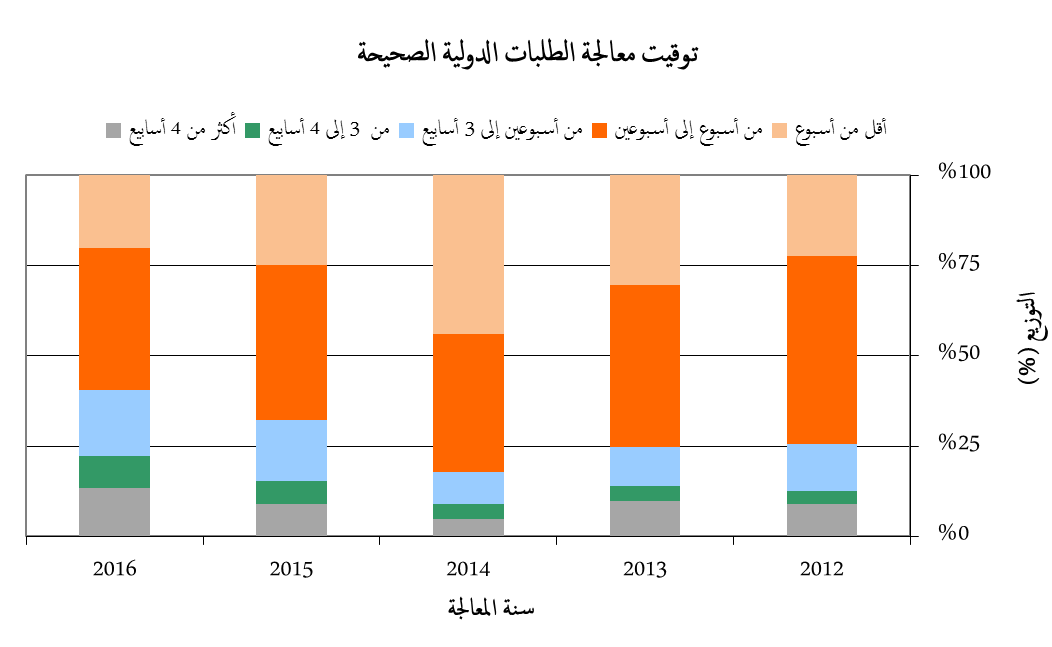 توقيت معالجة الطلبات الدولية الصحيحة
أقل من أسبوع من أسبوع إلى أسبوعين من أسبوعين إلى 3 أسابيع من 3 إلى 4 أسابيع أكثر من 4 أسابيع
%100
%75
%50
%25
%0
التوزيع (%)
2012 2013 2014 2015 2016
سنة المعالجة